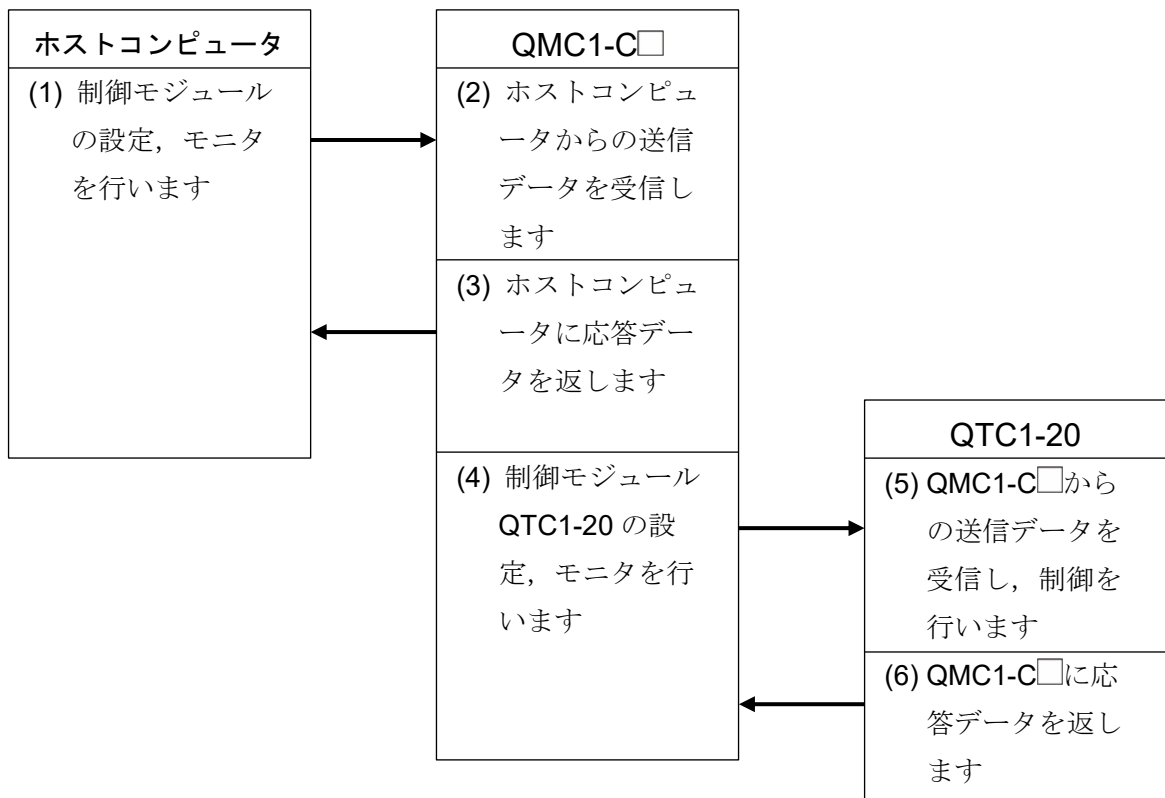 ホストコンピュータ
(1) 制御モジュール
の設定，モニタ
を行います
QMC1-C□
(2) ホストコンピュ
ータからの送信
データを受信し
ます
(3) ホストコンピュ
ータに応答デー
タを返します
(4) 制御モジュール
QTC1-20 の設
定，モニタを行
います
QTC1-20
(5) QMC1-C□から
の送信データを
受信し，制御を
行います
(6) QMC1-C□に応
答データを返し
ます